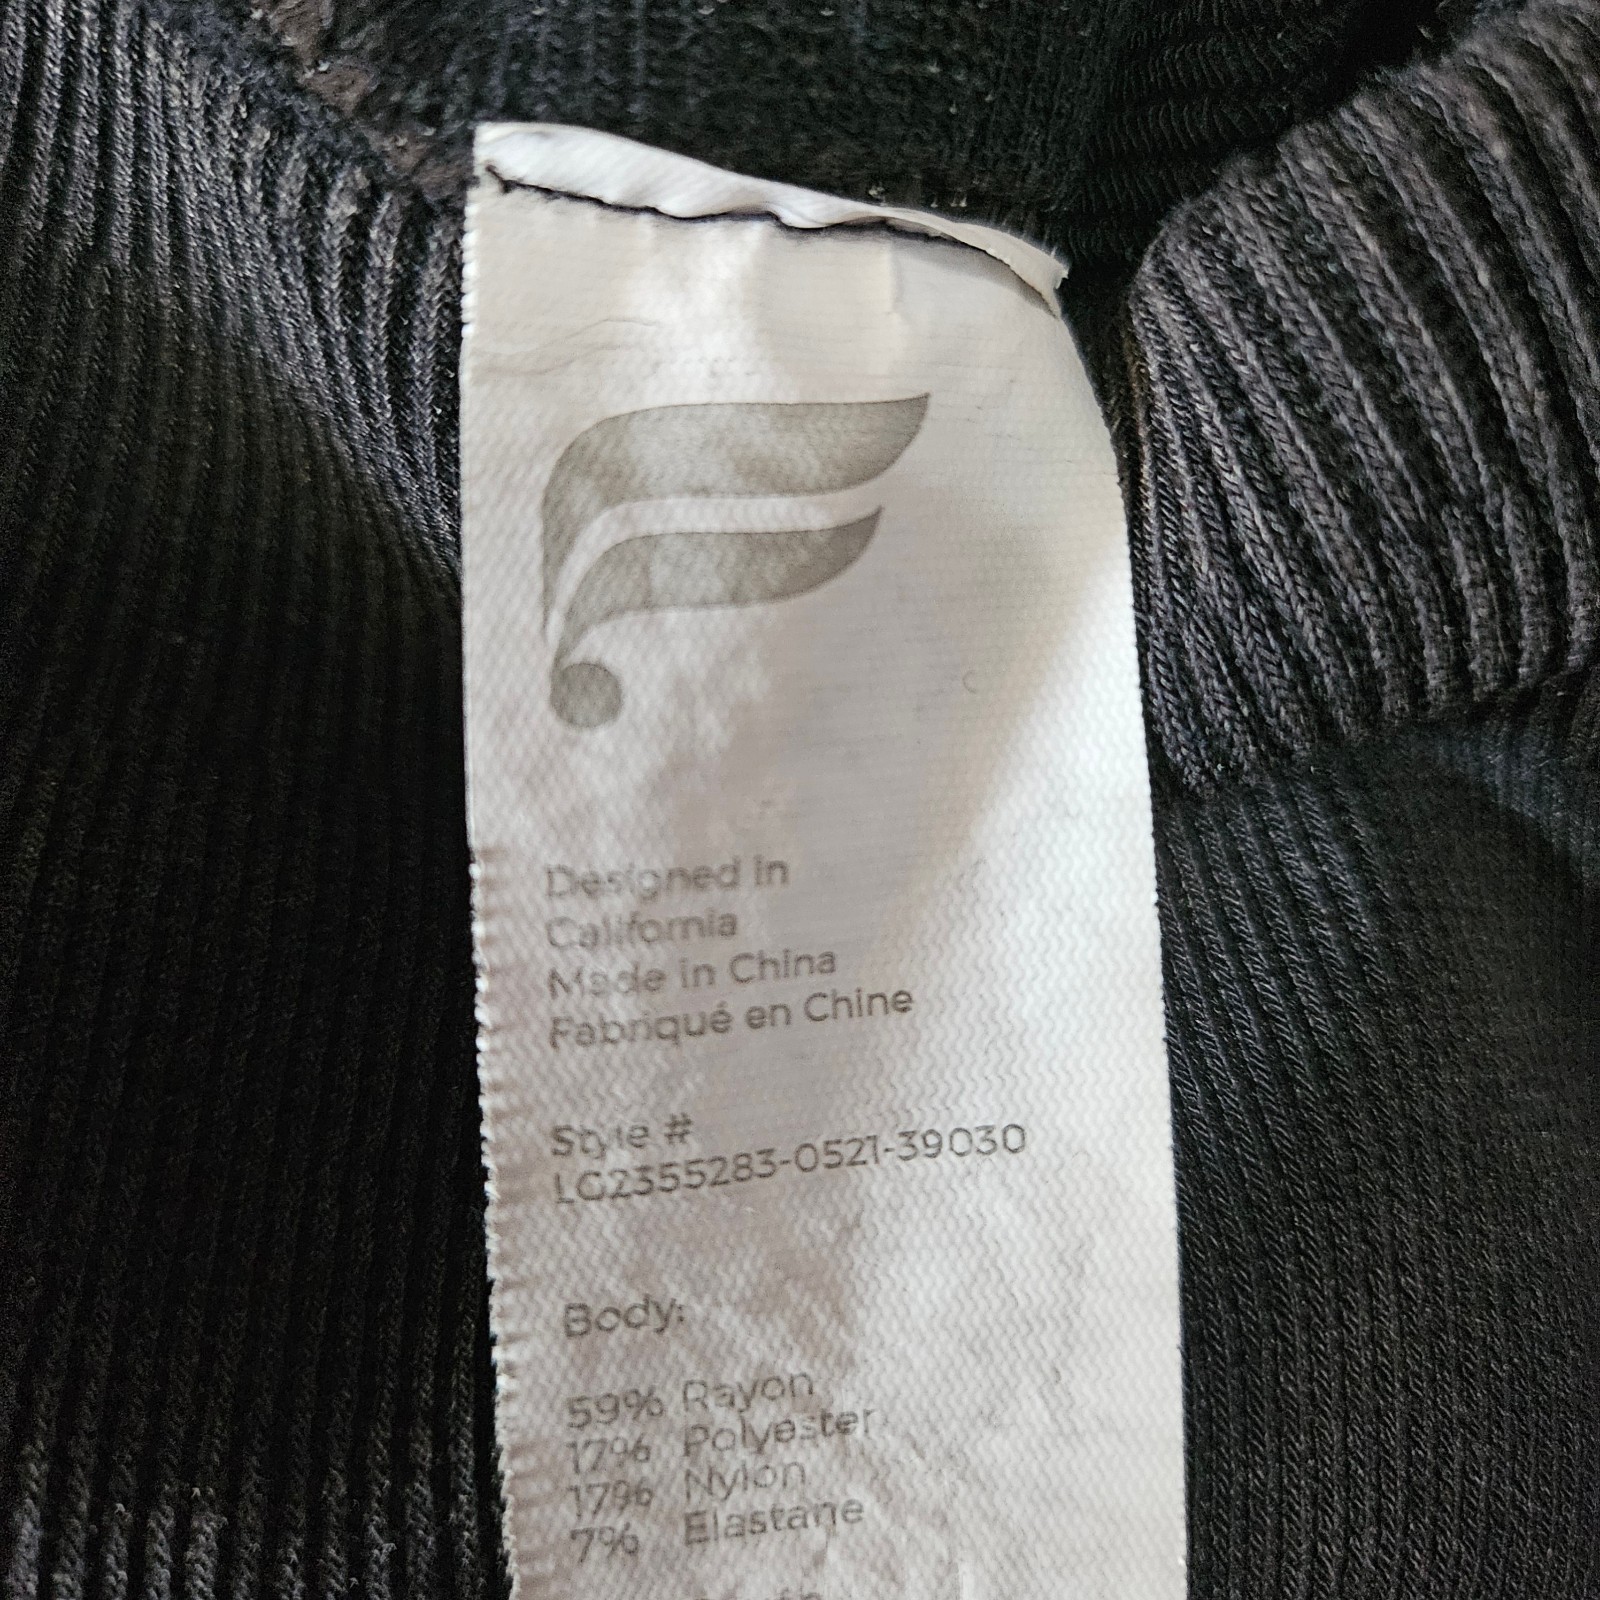 Designed in
California
Made in China
Fabriqué en Chine
Style #
LG2355283-0521-39030
Body:
59% Rayon
17% Polyester
17% Nylon
7% Elastane